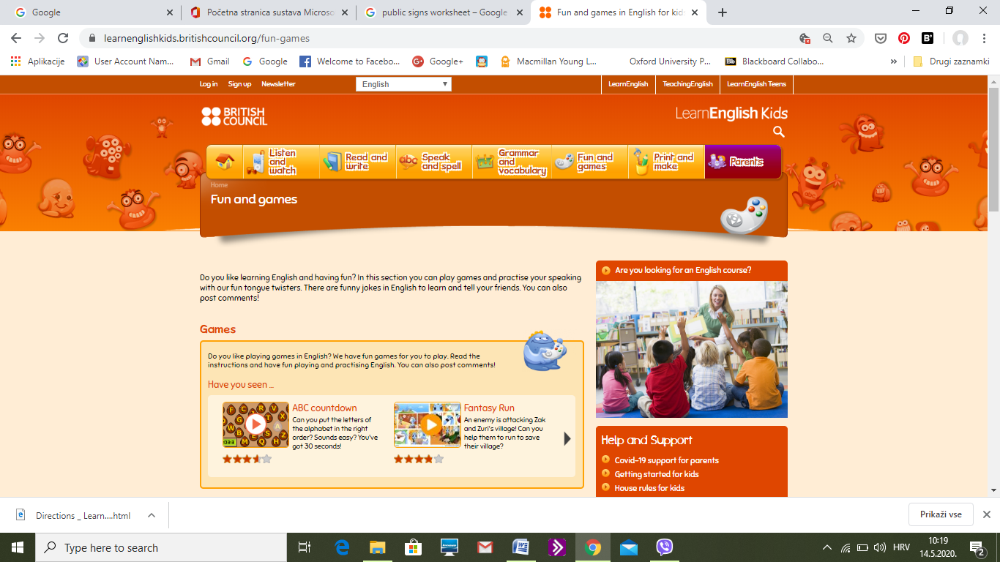 Google
Početna stranica sustava Microso
public signs worksheet – Google
Fun and games in English for kids
learnenglishkids.britishcouncil.org/fun-games
Aplikacije
User Account Nam...
Gmail
Google
Welcome to Facebo...
Google+
Macmillan Young L...
Oxford University P...
Bb
Blackboard Collabo...
»
Drugi zaznamki
Log in
Sign up
Newsletter
English
LearnEnglish
TeachingEnglish
LearnEnglish Teens
BRITISH
COUNCIL
LearnEnglish Kids
Listen
and
watch
Read and
write
abc
Speak
and spell
Grammar
and
vocabulary
Fun and
games
Print and
make
Parents
Home
Fun and games
Do you like learning English and having fun? In this section you can play games and practise your speaking
with our fun tongue twisters. There are funny jokes in English to learn and tell your friends. You can also
post comments!
Games
Do you like playing games in English? We have fun games for you to play. Read the
instructions and have fun playing and practising English. You can also post comments!
Have you seen ...
ABC countdown
Can you put the letters of
the alphabet in the right
order? Sounds easy? You've
got 30 seconds!
Fantasy Run
An enemy is attacking Zak
and Zuri's village! Can you
help them to run to save
their village?
Are you looking for an English course?
Help and Support
Covid-19 support for parents
Getting started for kids
House rules for kids
Directions _ Learn....html
Prikaži vse
Type here to search
HRV
10:19
14.5.2020.
2